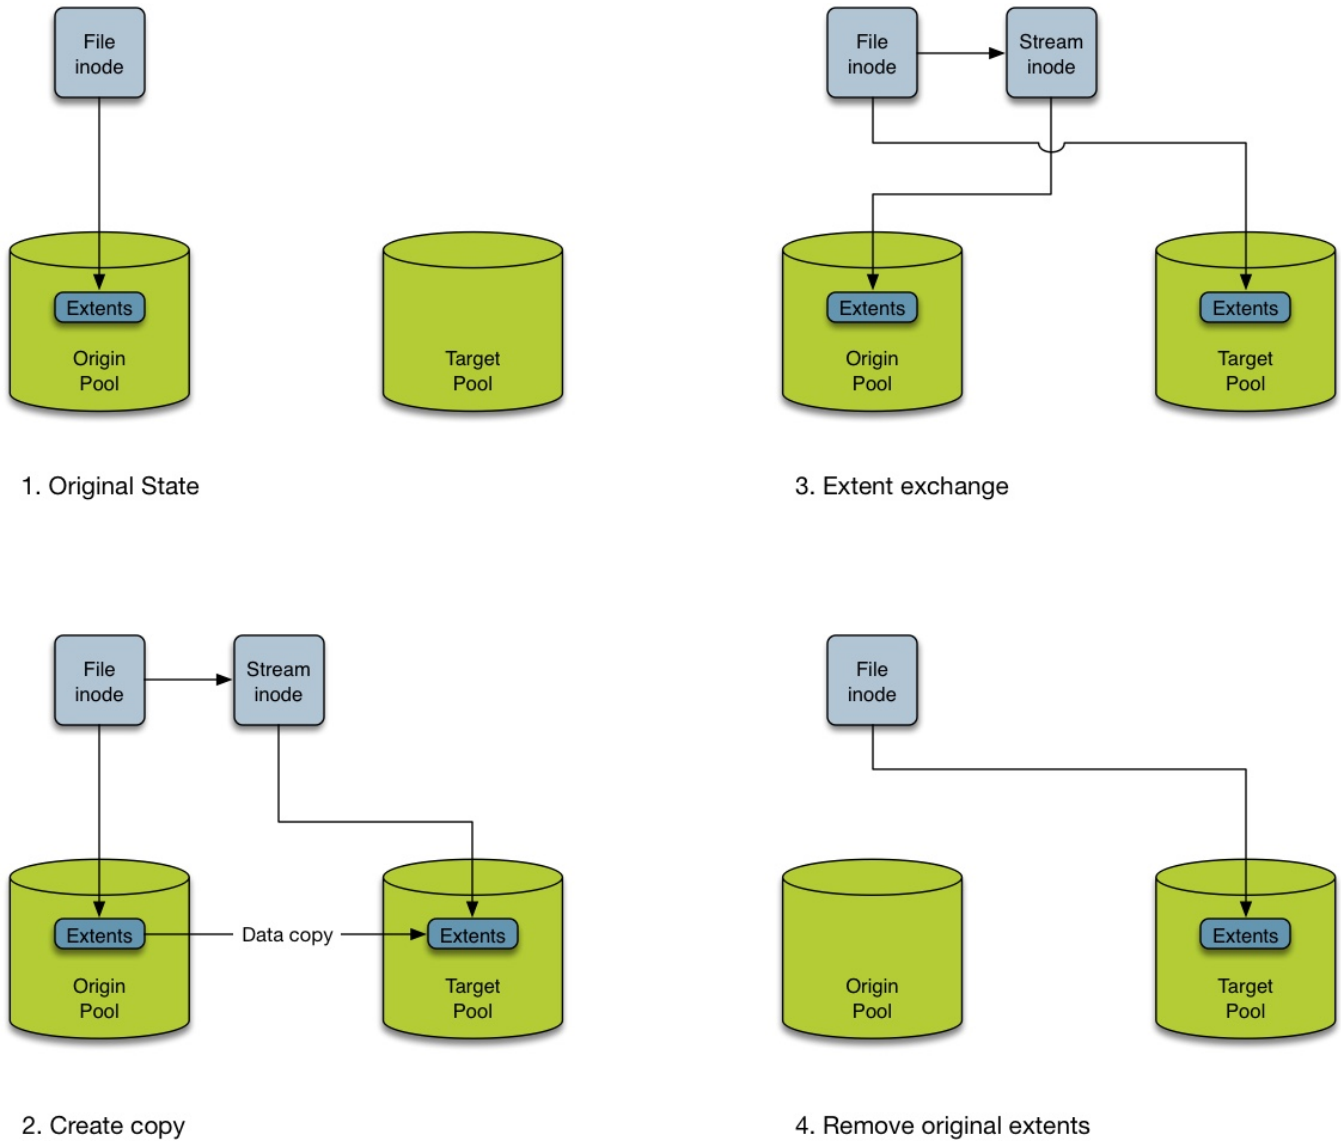 File
inode
Extents
Origin
Pool
Target
Pool
1. Original State
File
inode
Stream
inode
Extents
Origin
Pool
Extents
Target
Pool
3. Extent exchange
File
inode
Stream
inode
Extents
Data copy
Extents
Origin
Pool
Target
Pool
2. Create copy
File
inode
Origin
Pool
Extents
Target
Pool
4. Remove original extents